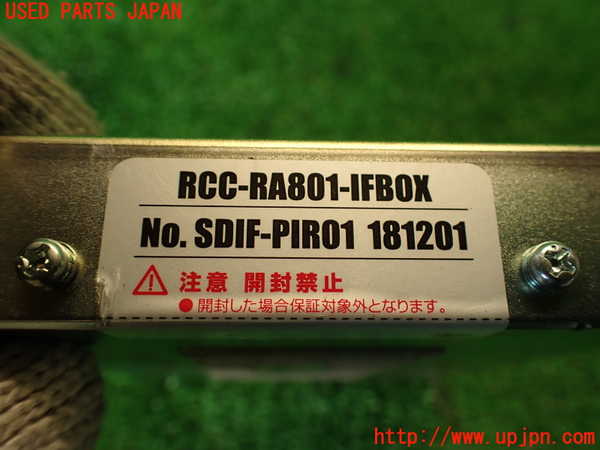 USED PARTS JAPAN
RCC-RA801-IFBOX
No. SDIF-PIR01 181201
注意 開封禁止
●開封した場合保証対象外となります。
http://www.upjpn.com